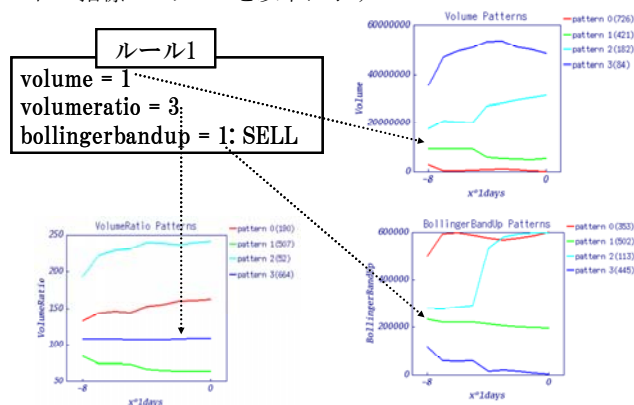 ルール1
volume = 1
volumeratio = 3
bollingerbandup = 1: SELL
Volume Patterns
60000000
40000000
20000000
0
Volume
-8
0
x*1days
pattern 0(726)
pattern 1(421)
pattern 2(182)
pattern 3(84)
VolumeRatio Patterns
250
200
150
100
50
VolumeRatio
-8
0
x*1days
pattern 0(190)
pattern 1(507)
pattern 2(52)
pattern 3(664)
BollingerBandUp Patterns
600000
400000
200000
0
BollingerBandUp
-8
0
x*1days
pattern 0(353)
pattern 1(502)
pattern 2(113)
pattern 3(445)